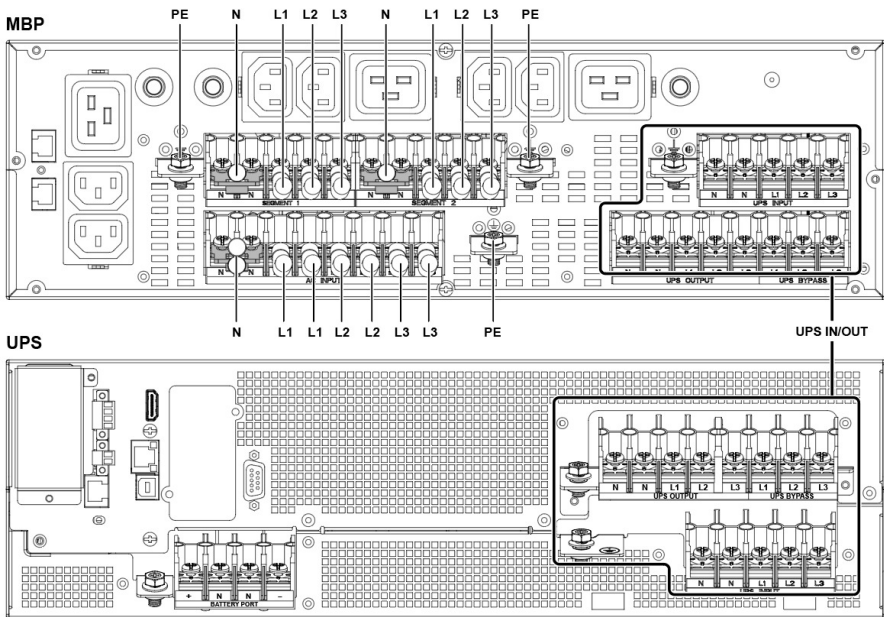 PE N L1 L2 L3 N L1 L2 L3 PE
MBP
N N L1 L2 L3
SEGMENT 1 SEGMENT 2
UPS INPUT
AC INPUT
UPS OUTPUT UPS BYPASS
N L1 L1 L2 L2 L3 L3 PE
UPS IN/OUT
UPS
N N L1 L2 L3 L1 L2 L3
UPS OUTPUT UPS BYPASS
+ N N -
BATTERY PORT
N N L1 L2 L3